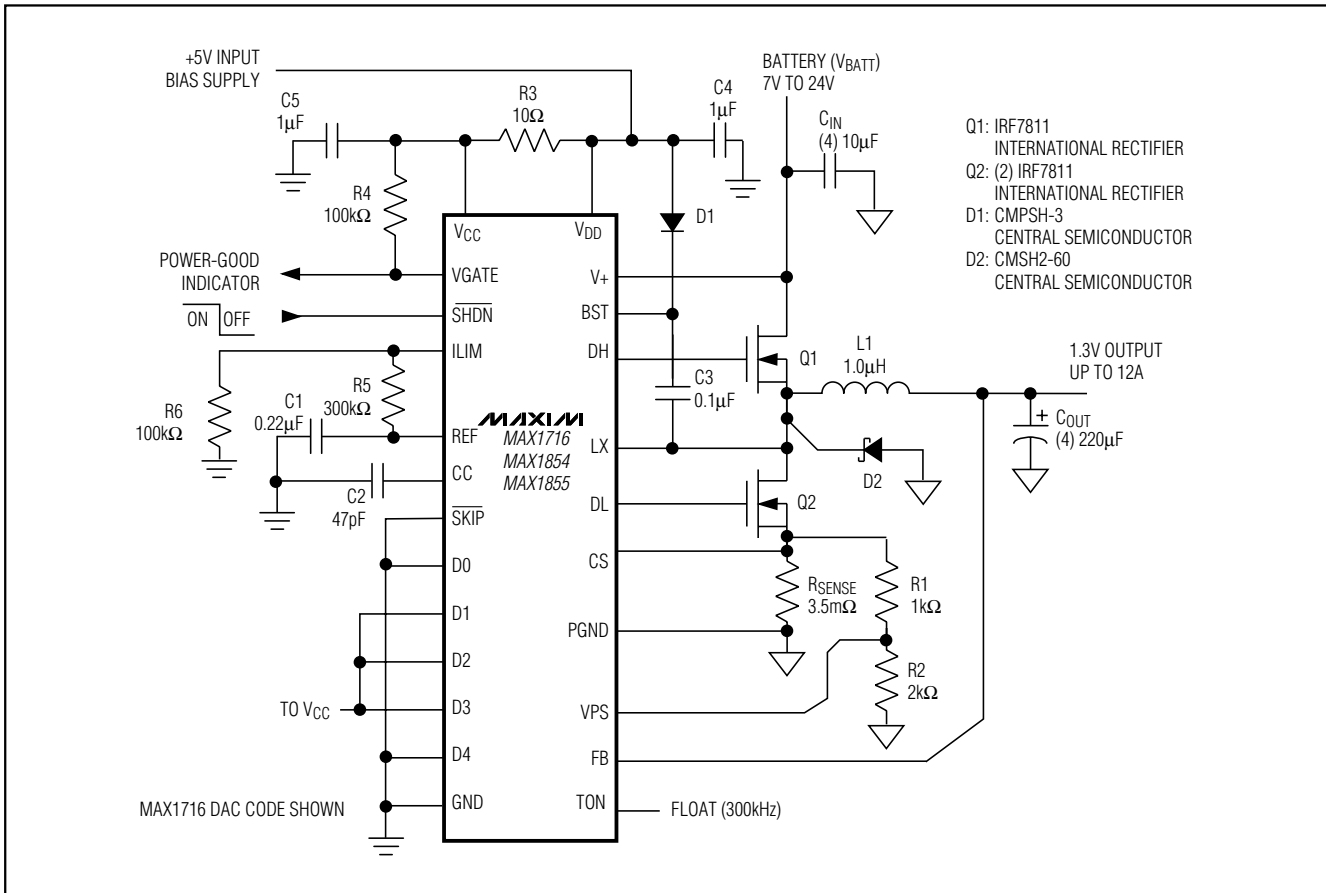 +5V INPUT
BIAS SUPPLY
BATTERY (VBATT)
7V TO 24V
C5
1μF
R3
10Ω
C4
1μF
CIN
(4) 10μF
Q1: IRF7811
INTERNATIONAL RECTIFIER
Q2: (2) IRF7811
INTERNATIONAL RECTIFIER
D1: CMPSH-3
CENTRAL SEMICONDUCTOR
D2: CMSH2-60
CENTRAL SEMICONDUCTOR
R4
100kΩ
D1
VCC
VDD
POWER-GOOD
INDICATOR
VGATE
V+
ON OFF
SHDN
BST
ILIM
DH
Q1
L1
1.0μH
1.3V OUTPUT
UP TO 12A
R6
100kΩ
C1
0.22μF
R5
300kΩ
C3
0.1μF
MAXIM
MAX1716
MAX1854
MAX1855
REF
LX
+
COUT
(4) 220μF
D2
CC
C2
47pF
DL
Q2
SKIP
CS
D0
RSENSE
3.5mΩ
R1
1kΩ
D1
PGND
D2
R2
2kΩ
TO VCC
D3
VPS
D4
FB
MAX1716 DAC CODE SHOWN
GND
TON
FLOAT (300kHz)